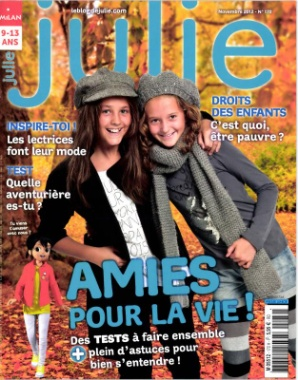 MILAN
9-13
ANS
julie
leblogdejulie.com
Novembre 2013 - N°
julie
INSPIRE-TOI !
Les lectrices
font leur mode
TEST
Quelle
aventurière
es-tu ?
DROITS
DES ENFANTS
C'est quoi,
être pauvre ?
AMIES
POUR LA VIE !
Des TESTS à faire ensemble
+ plein d'astuces pour
bien s'entendre !